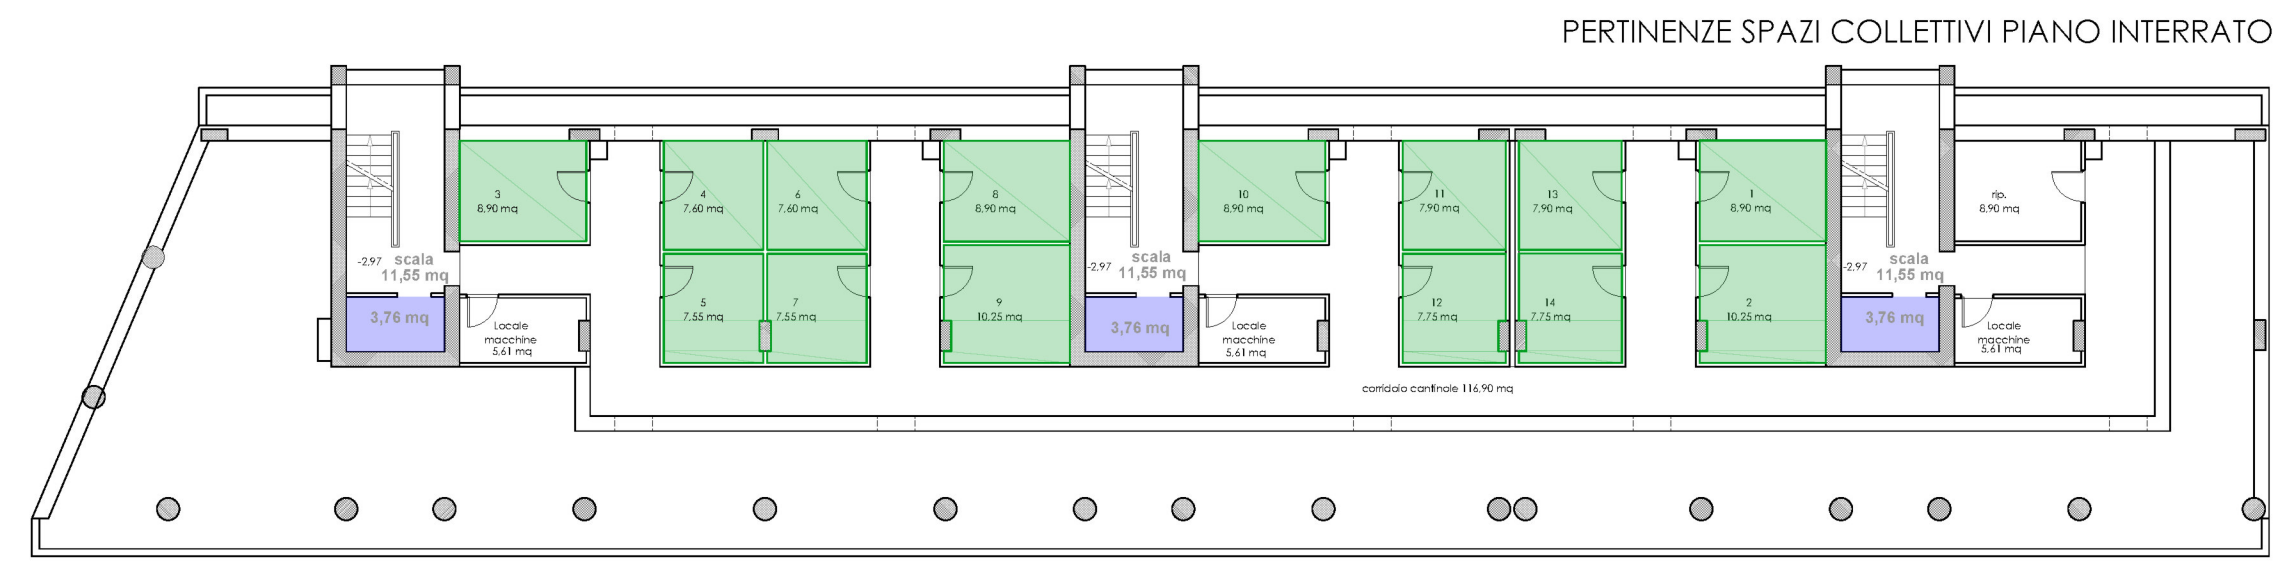 PERTINENZE SPAZI COLLETTIVI PIANO INTERRATO
3
8,90 mq
4
7,60 mq
6
7,60 mq
8
8,90 mq
10
8,90 mq
11
7,90 mq
13
7,90 mq
1
8,90 mq
rip.
8,90 mq
-2,97
scala
11,55 mq
-2,97
scala
11,55 mq
-2,97
scala
11,55 mq
3,76 mq
Locale
macchine
5,61 mq
5
7,55 mq
7
7,55 mq
9
10,25 mq
3,76 mq
Locale
macchine
5,61 mq
12
7,75 mq
14
7,75 mq
2
10,25 mq
3,76 mq
Locale
macchine
5,61 mq
corridoio cantinole 116,90 mq